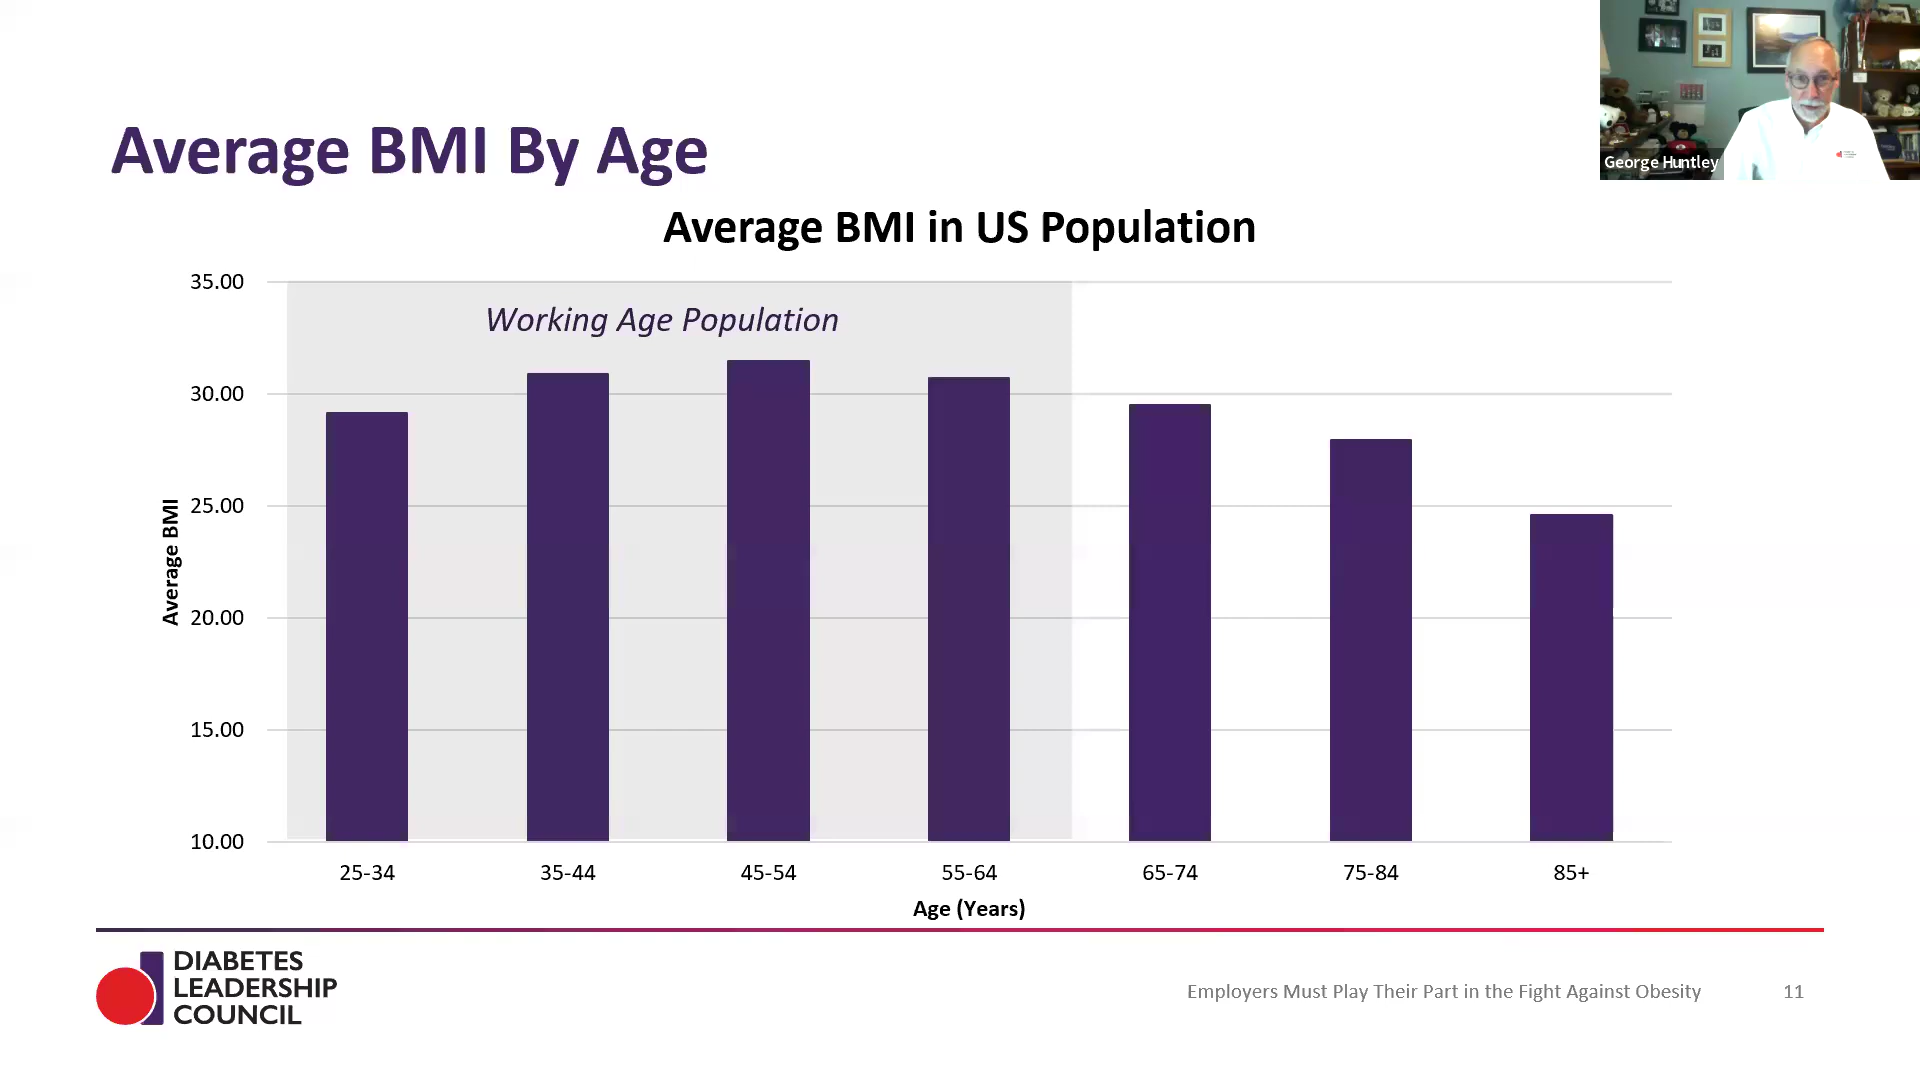 Average BMI By Age
George Huntley
Average BMI in US Population
Working Age Population
35.00
30.00
25.00
20.00
15.00
10.00
Average BMI
25-34
35-44
45-54
55-64
65-74
75-84
85+
Age (Years)
DIABETES
LEADERSHIP
COUNCIL
Employers Must Play Their Part in the Fight Against Obesity
11